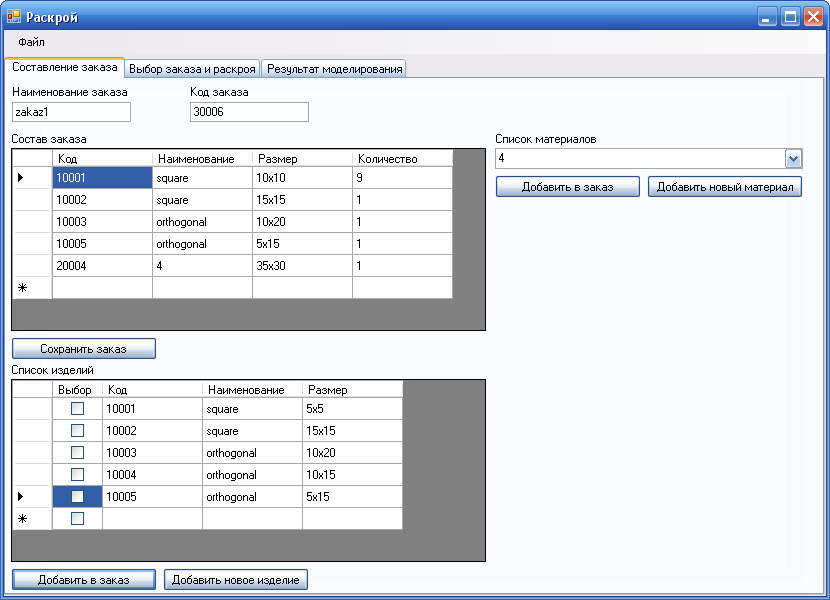 Раскрой
Файл
Составление заказа Выбор заказа и раскроя Результат моделирования
Наименование заказа Код заказа
zakaz1 30006
Состав заказа Список материалов
4
Добавить в заказ Добавить новый материал
Код Наименование Размер Количество
10001 square 10x10 9
10002 square 15x15 1
10003 orthogonal 10x20 1
10005 orthogonal 5x15 1
20004 4 35x30 1
Сохранить заказ
Список изделий
Выбор Код Наименование Размер
10001 square 5x5
10002 square 15x15
10003 orthogonal 10x20
10004 orthogonal 10x15
10005 orthogonal 5x15
Добавить в заказ Добавить новое изделие